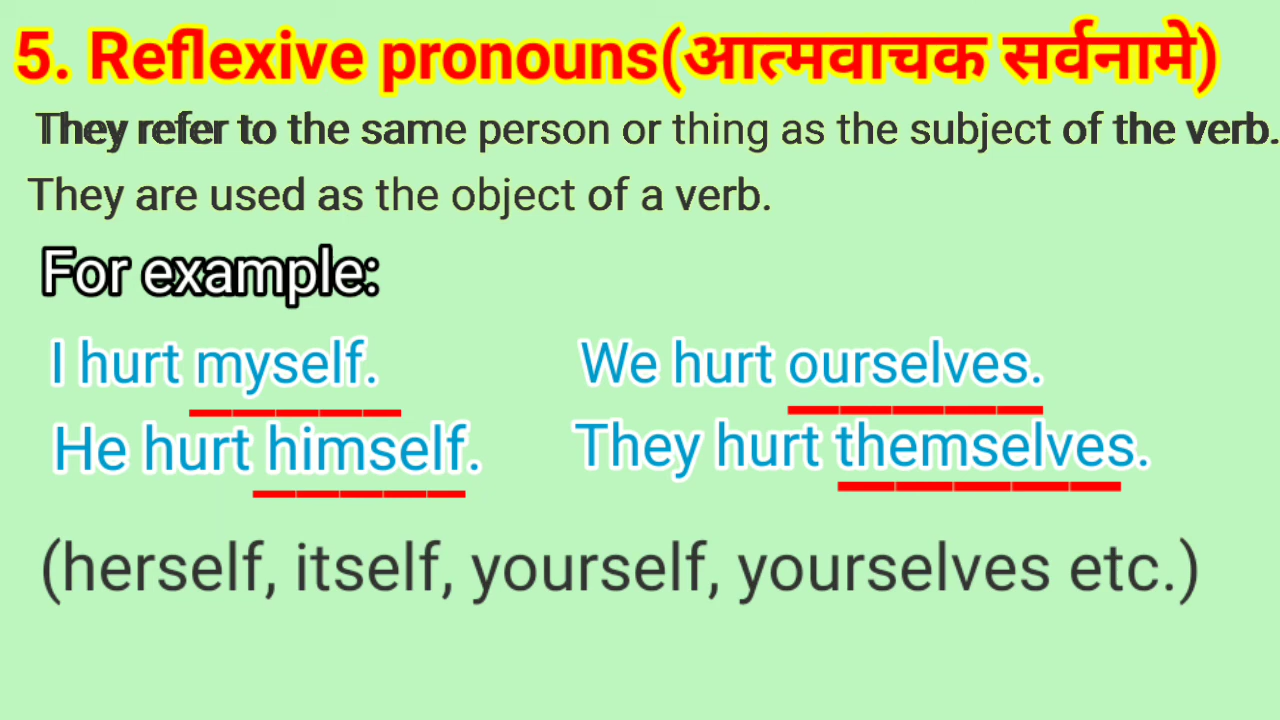 5. Reflexive pronouns(आत्मवाचक सर्वनामे)
They refer to the same person or thing as the subject of the verb.
They are used as the object of a verb.
For example:
I hurt myself. We hurt ourselves.
He hurt himself. They hurt themselves.
(herself, itself, yourself, yourselves etc.)